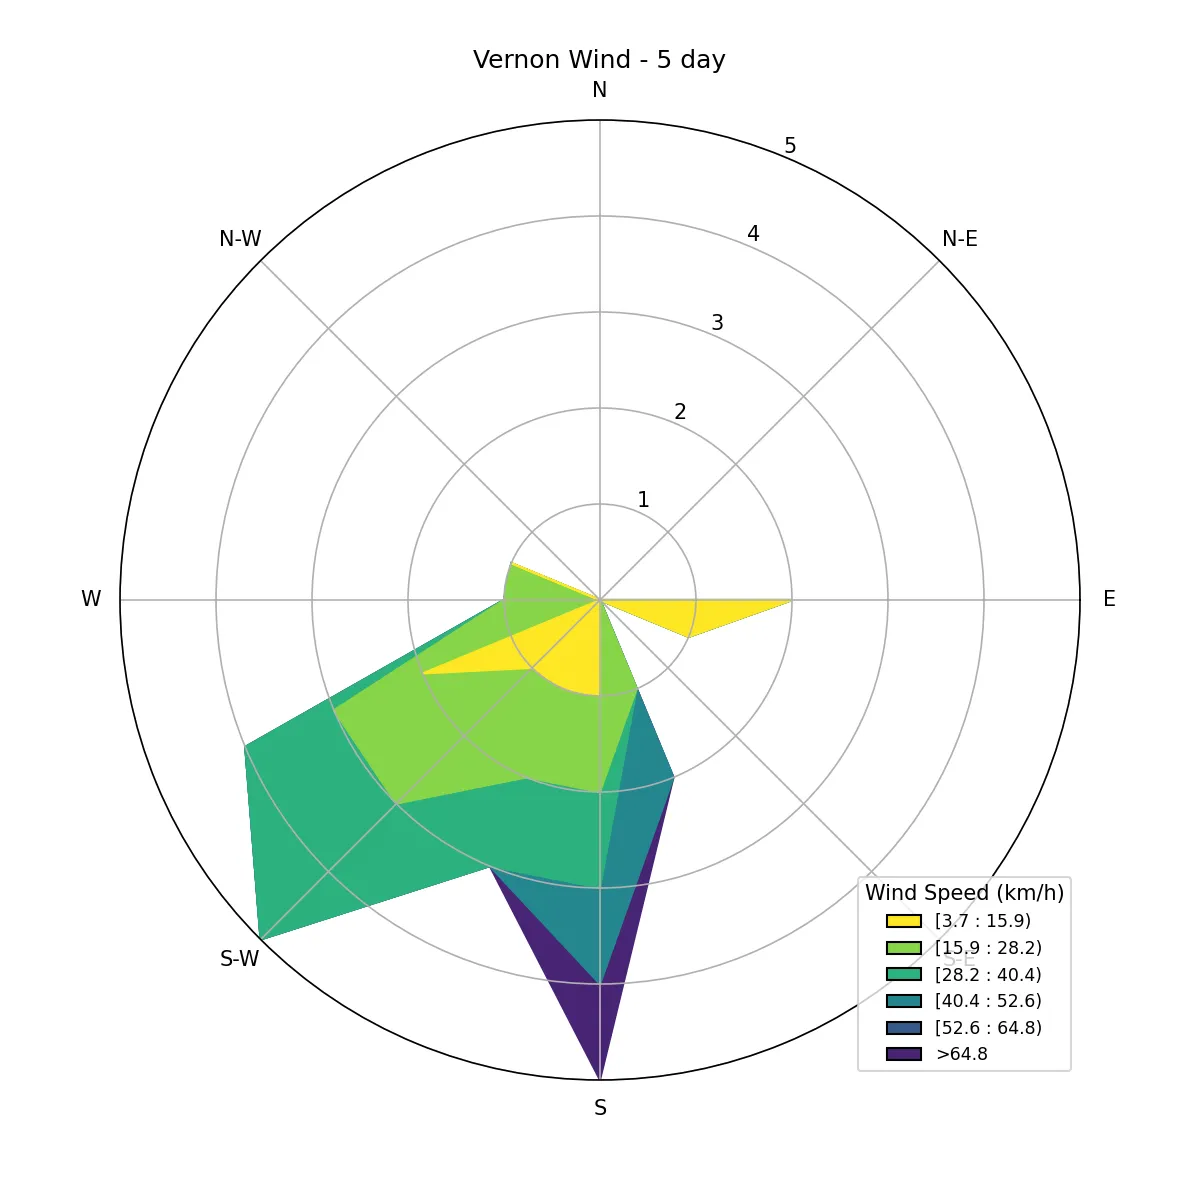 Vernon Wind - 5 day
N
5
N-W
N-E
4
3
2
1
W
E
Wind Speed (km/h)
[3.7 : 15.9)
[15.9 : 28.2)
S-W
S-E
[28.2 : 40.4)
[40.4 : 52.6)
[52.6 : 64.8)
>64.8
S